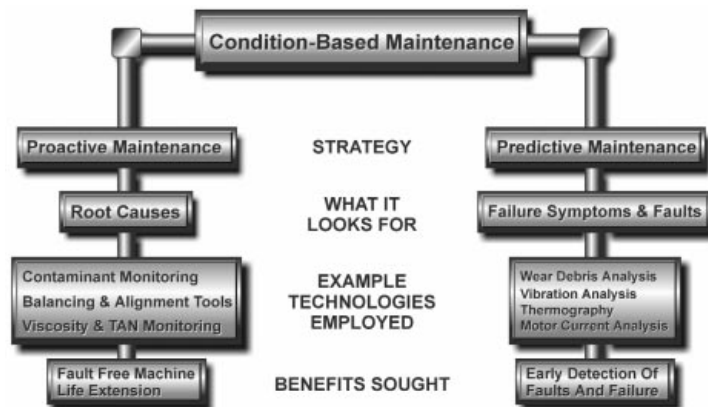 Condition-Based Maintenance
Proactive Maintenance
STRATEGY
Predictive Maintenance
Root Causes
WHAT IT
LOOKS FOR
Failure Symptoms & Faults
Contaminant Monitoring
Balancing & Alignment Tools
Viscosity & TAN Monitoring
EXAMPLE
TECHNOLOGIES
EMPLOYED
Wear Debris Analysis
Vibration Analysis
Thermography
Motor Current Analysis
Fault Free Machine
Life Extension
BENEFITS SOUGHT
Early Detection Of
Faults And Failure